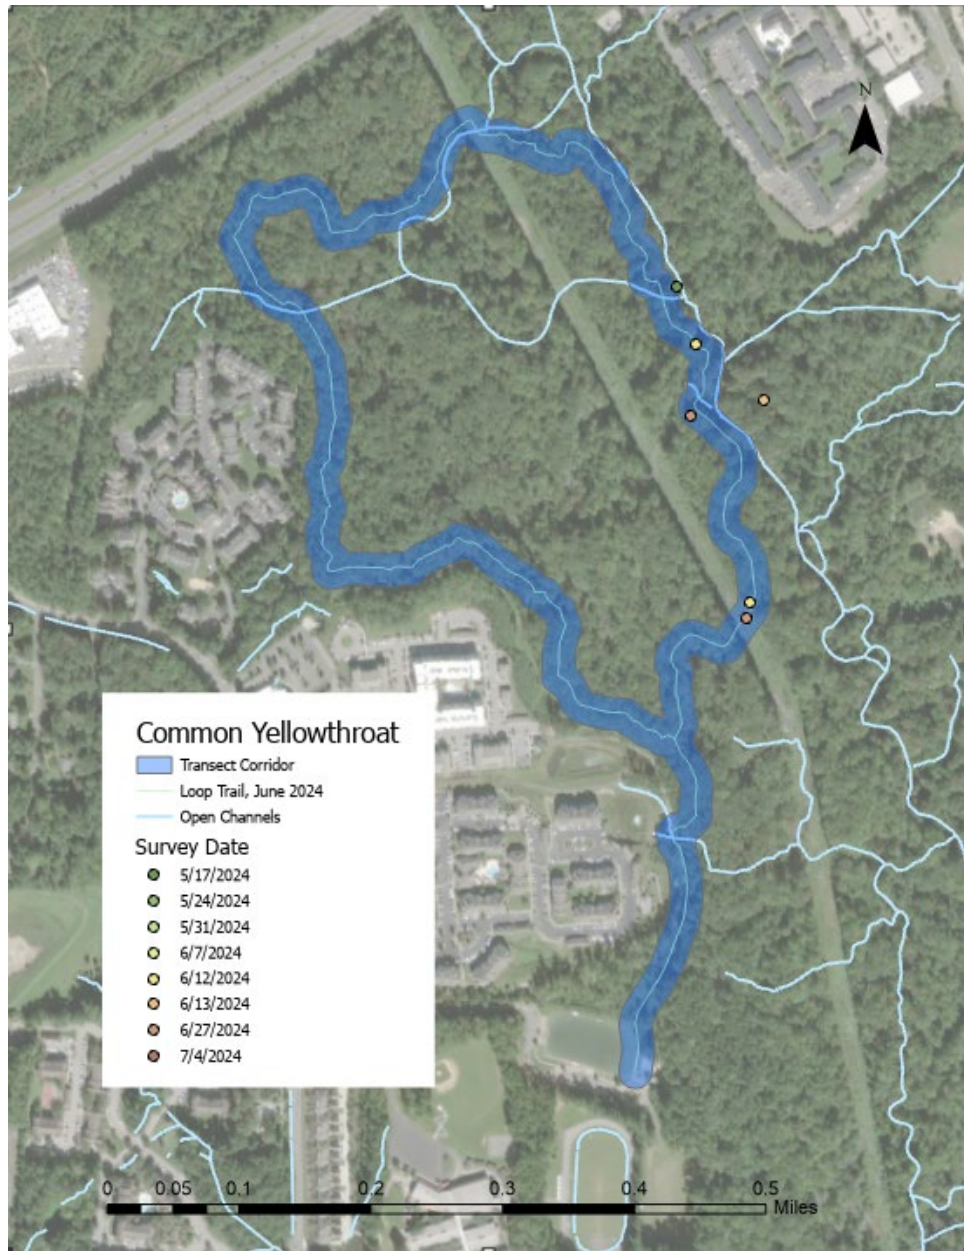 N
Common Yellowthroat
Transect Corridor
Loop Trail, June 2024
Open Channels
Survey Date
5/17/2024
5/24/2024
5/31/2024
6/7/2024
6/12/2024
6/13/2024
6/27/2024
7/4/2024
0 0.05 0.1 0.2 0.3 0.4 0.5
Miles